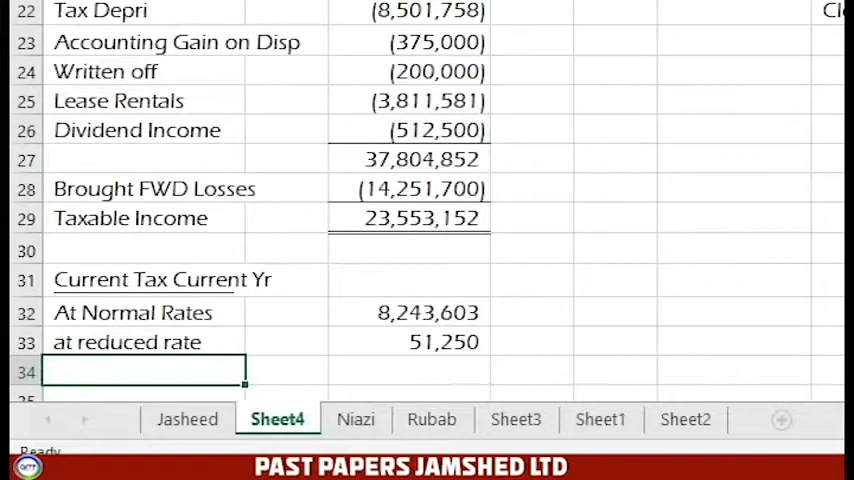 22 Tax Depri (8,501,758) Cl
23 Accounting Gain on Disp (375,000)
24 Written off (200,000)
25 Lease Rentals (3,811,581)
26 Dividend Income (512,500)
27 37,804,852
28 Brought FWD Losses (14,251,700)
29 Taxable Income 23,553,152
30
31 Current Tax Current Yr
32 At Normal Rates 8,243,603
33 at reduced rate 51,250
34
Jasheed Sheet4 Niazi Rubab Sheet3 Sheet1 Sheet2
Ready
PAST PAPERS JAMSHED LTD